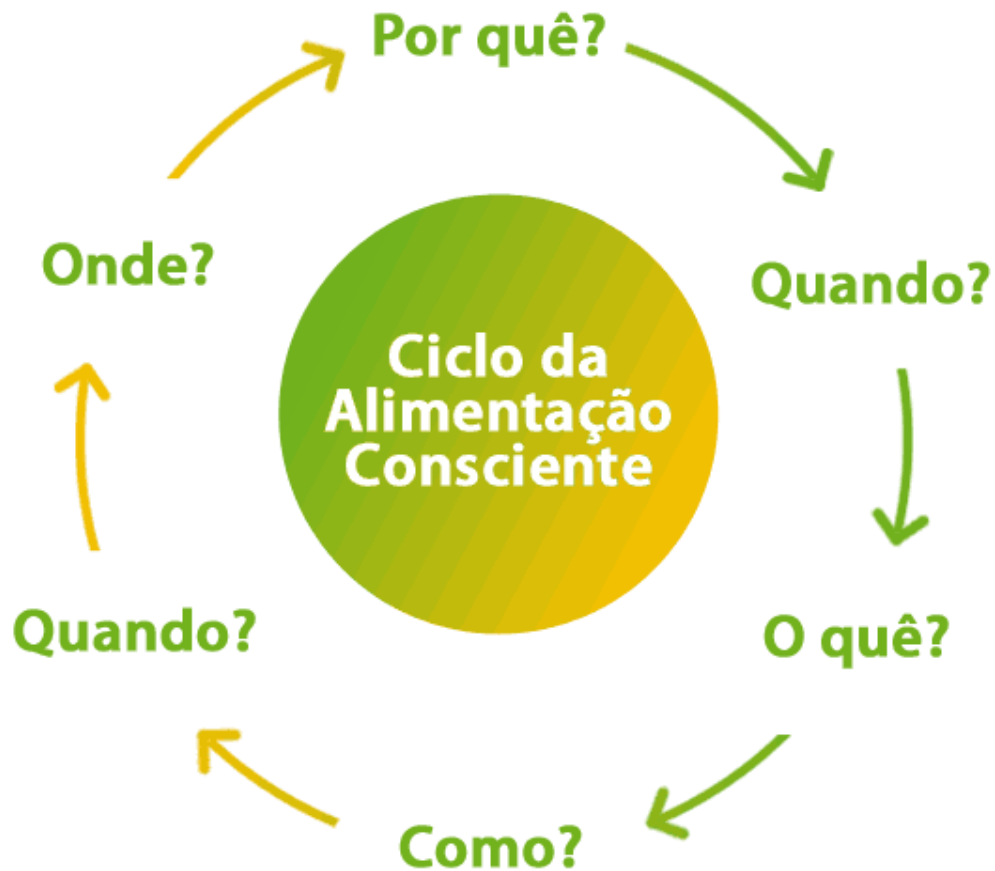 Por quê?
Quando?
O quê?
Como?
Quando?
Onde?
Ciclo da
Alimentação
Consciente